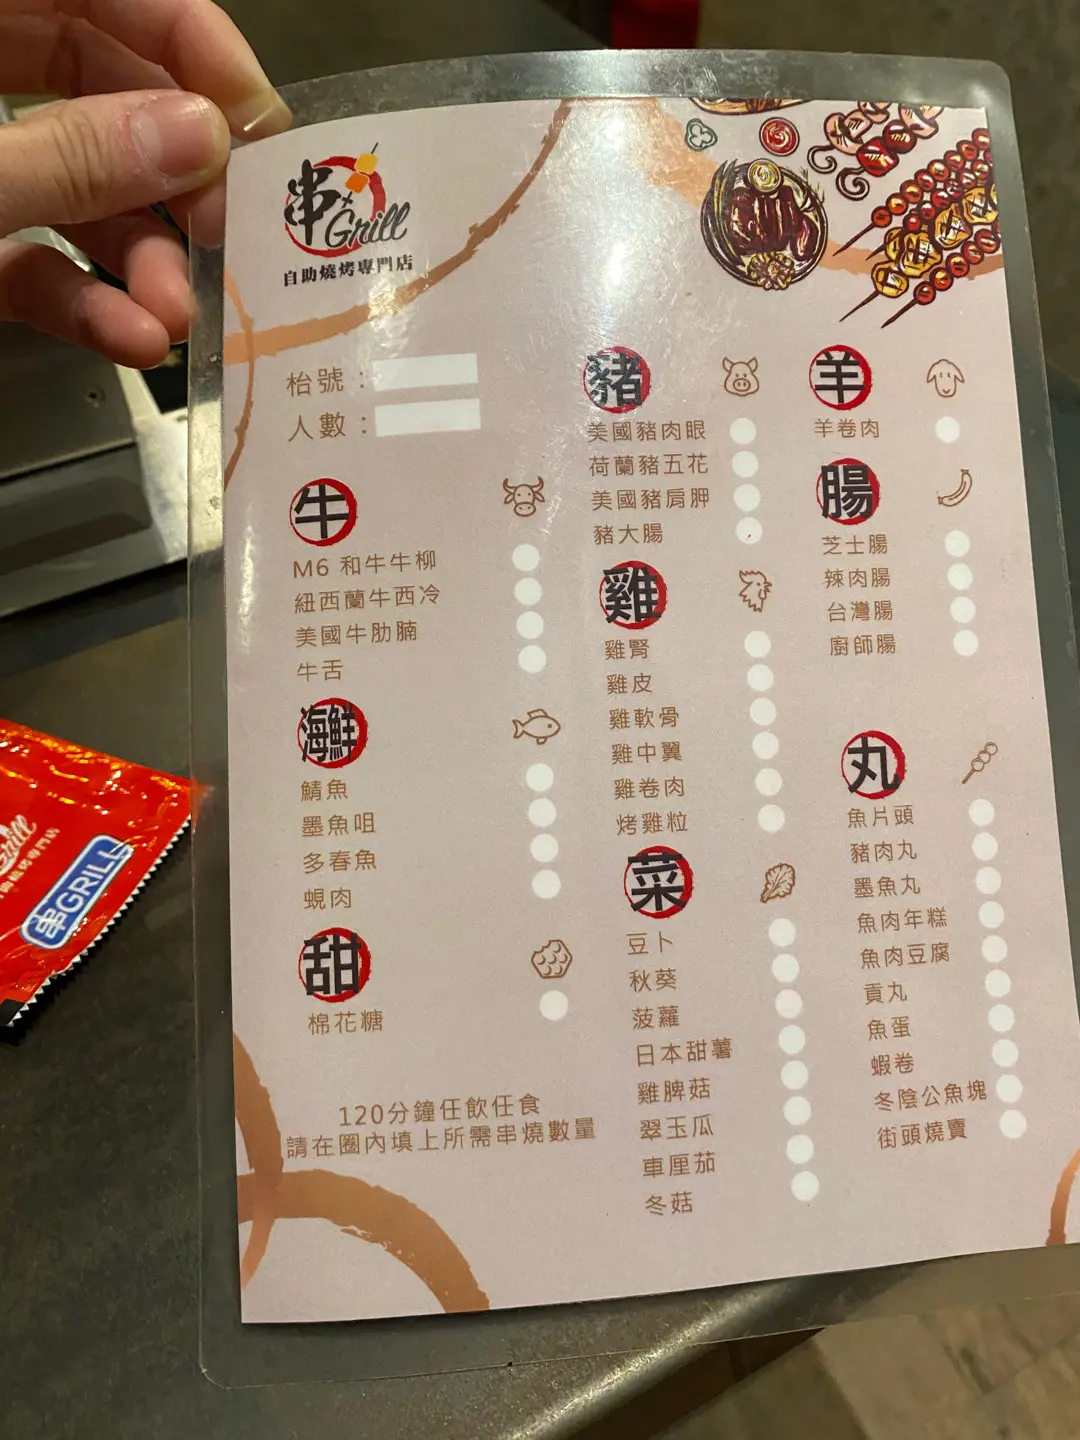 串+Grill
自助燒烤專門店
枱號：
人數：
牛
M6 和牛牛柳
紐西蘭牛西冷
美國牛肋腩
牛舌
海鮮
鯖魚
墨魚咀
多春魚
蜆肉
甜
棉花糖
120分鐘任飲任食
請在圈內填上所需串燒數量
豬
美國豬肉眼
荷蘭豬五花
美國豬肩胛
豬大腸
雞
雞腎
雞皮
雞軟骨
雞中翼
雞卷肉
烤雞粒
菜
豆卜
秋葵
菠蘿
日本甜薯
雞脾菇
翠玉瓜
車厘茄
冬菇
羊
羊卷肉
腸
芝士腸
辣肉腸
台灣腸
廚師腸
丸
魚片頭
豬肉丸
墨魚丸
魚肉年糕
魚肉豆腐
貢丸
魚蛋
蝦卷
冬陰公魚塊
街頭燒賣
Grill
串GRILL